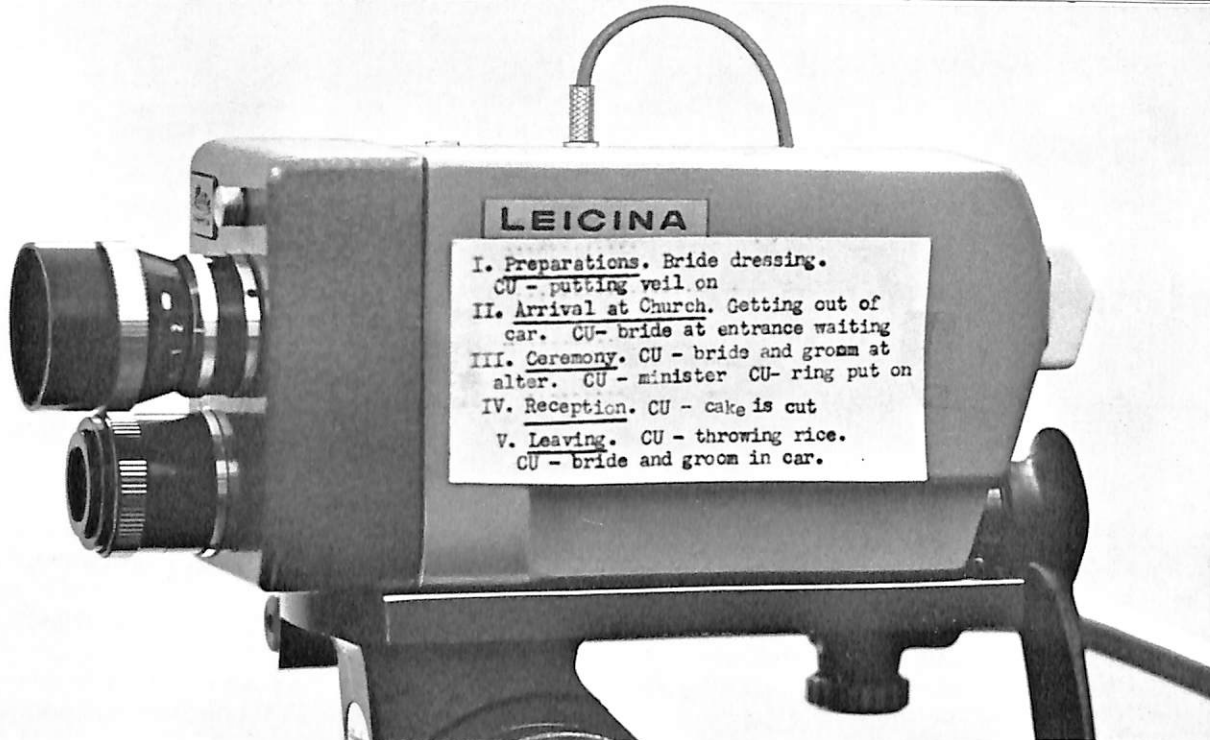 LEICINA
I. Preparations. Bride dressing.
CU - putting veil on
II. Arrival at Church. Getting out of
car. CU- bride at entrance waiting
III. Ceremony. CU - bride and groom at
alter. CU - minister CU- ring put on
IV. Reception. CU - cake is cut
V. Leaving. CU - throwing rice.
CU - bride and groom in car.